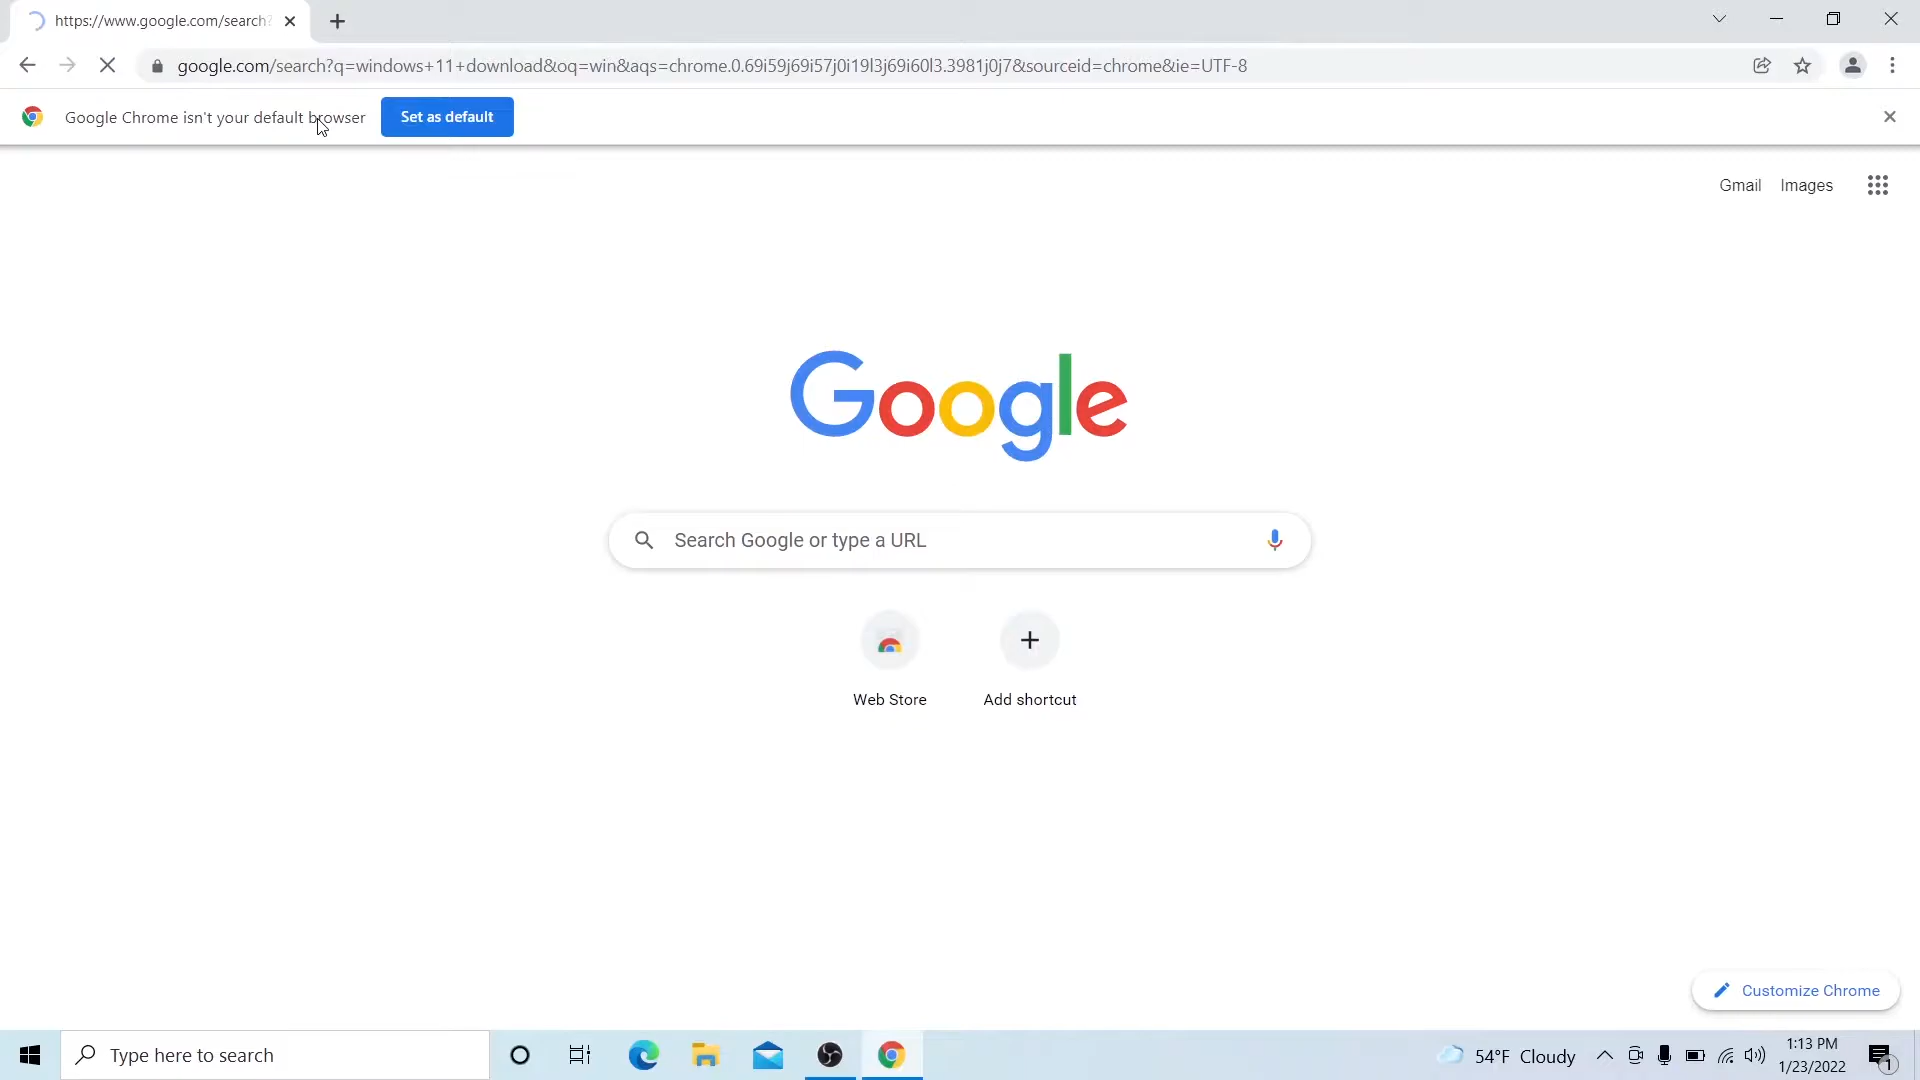 https://www.google.com/search?
google.com/search?q=windows+11+download&oq=win&aqs=chrome.0.69i59j69i57j0i19l3j69i60l3.3981j0j7&sourceid=chrome&ie=UTF-8
Google Chrome isn't your default browser
Set as default
Gmail
Images
Google
Search Google or type a URL
Web Store
Add shortcut
Customize Chrome
Type here to search
54°F Cloudy
1:13 PM
1/23/2022
1